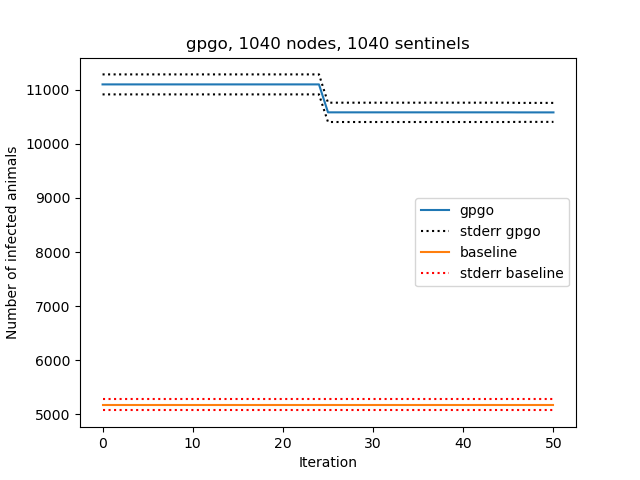 gpgo, 1040 nodes, 1040 sentinels
Number of infected animals
11000
10000
9000
8000
7000
6000
5000
gpgo
stderr gpgo
baseline
stderr baseline
0 10 20 30 40 50
Iteration